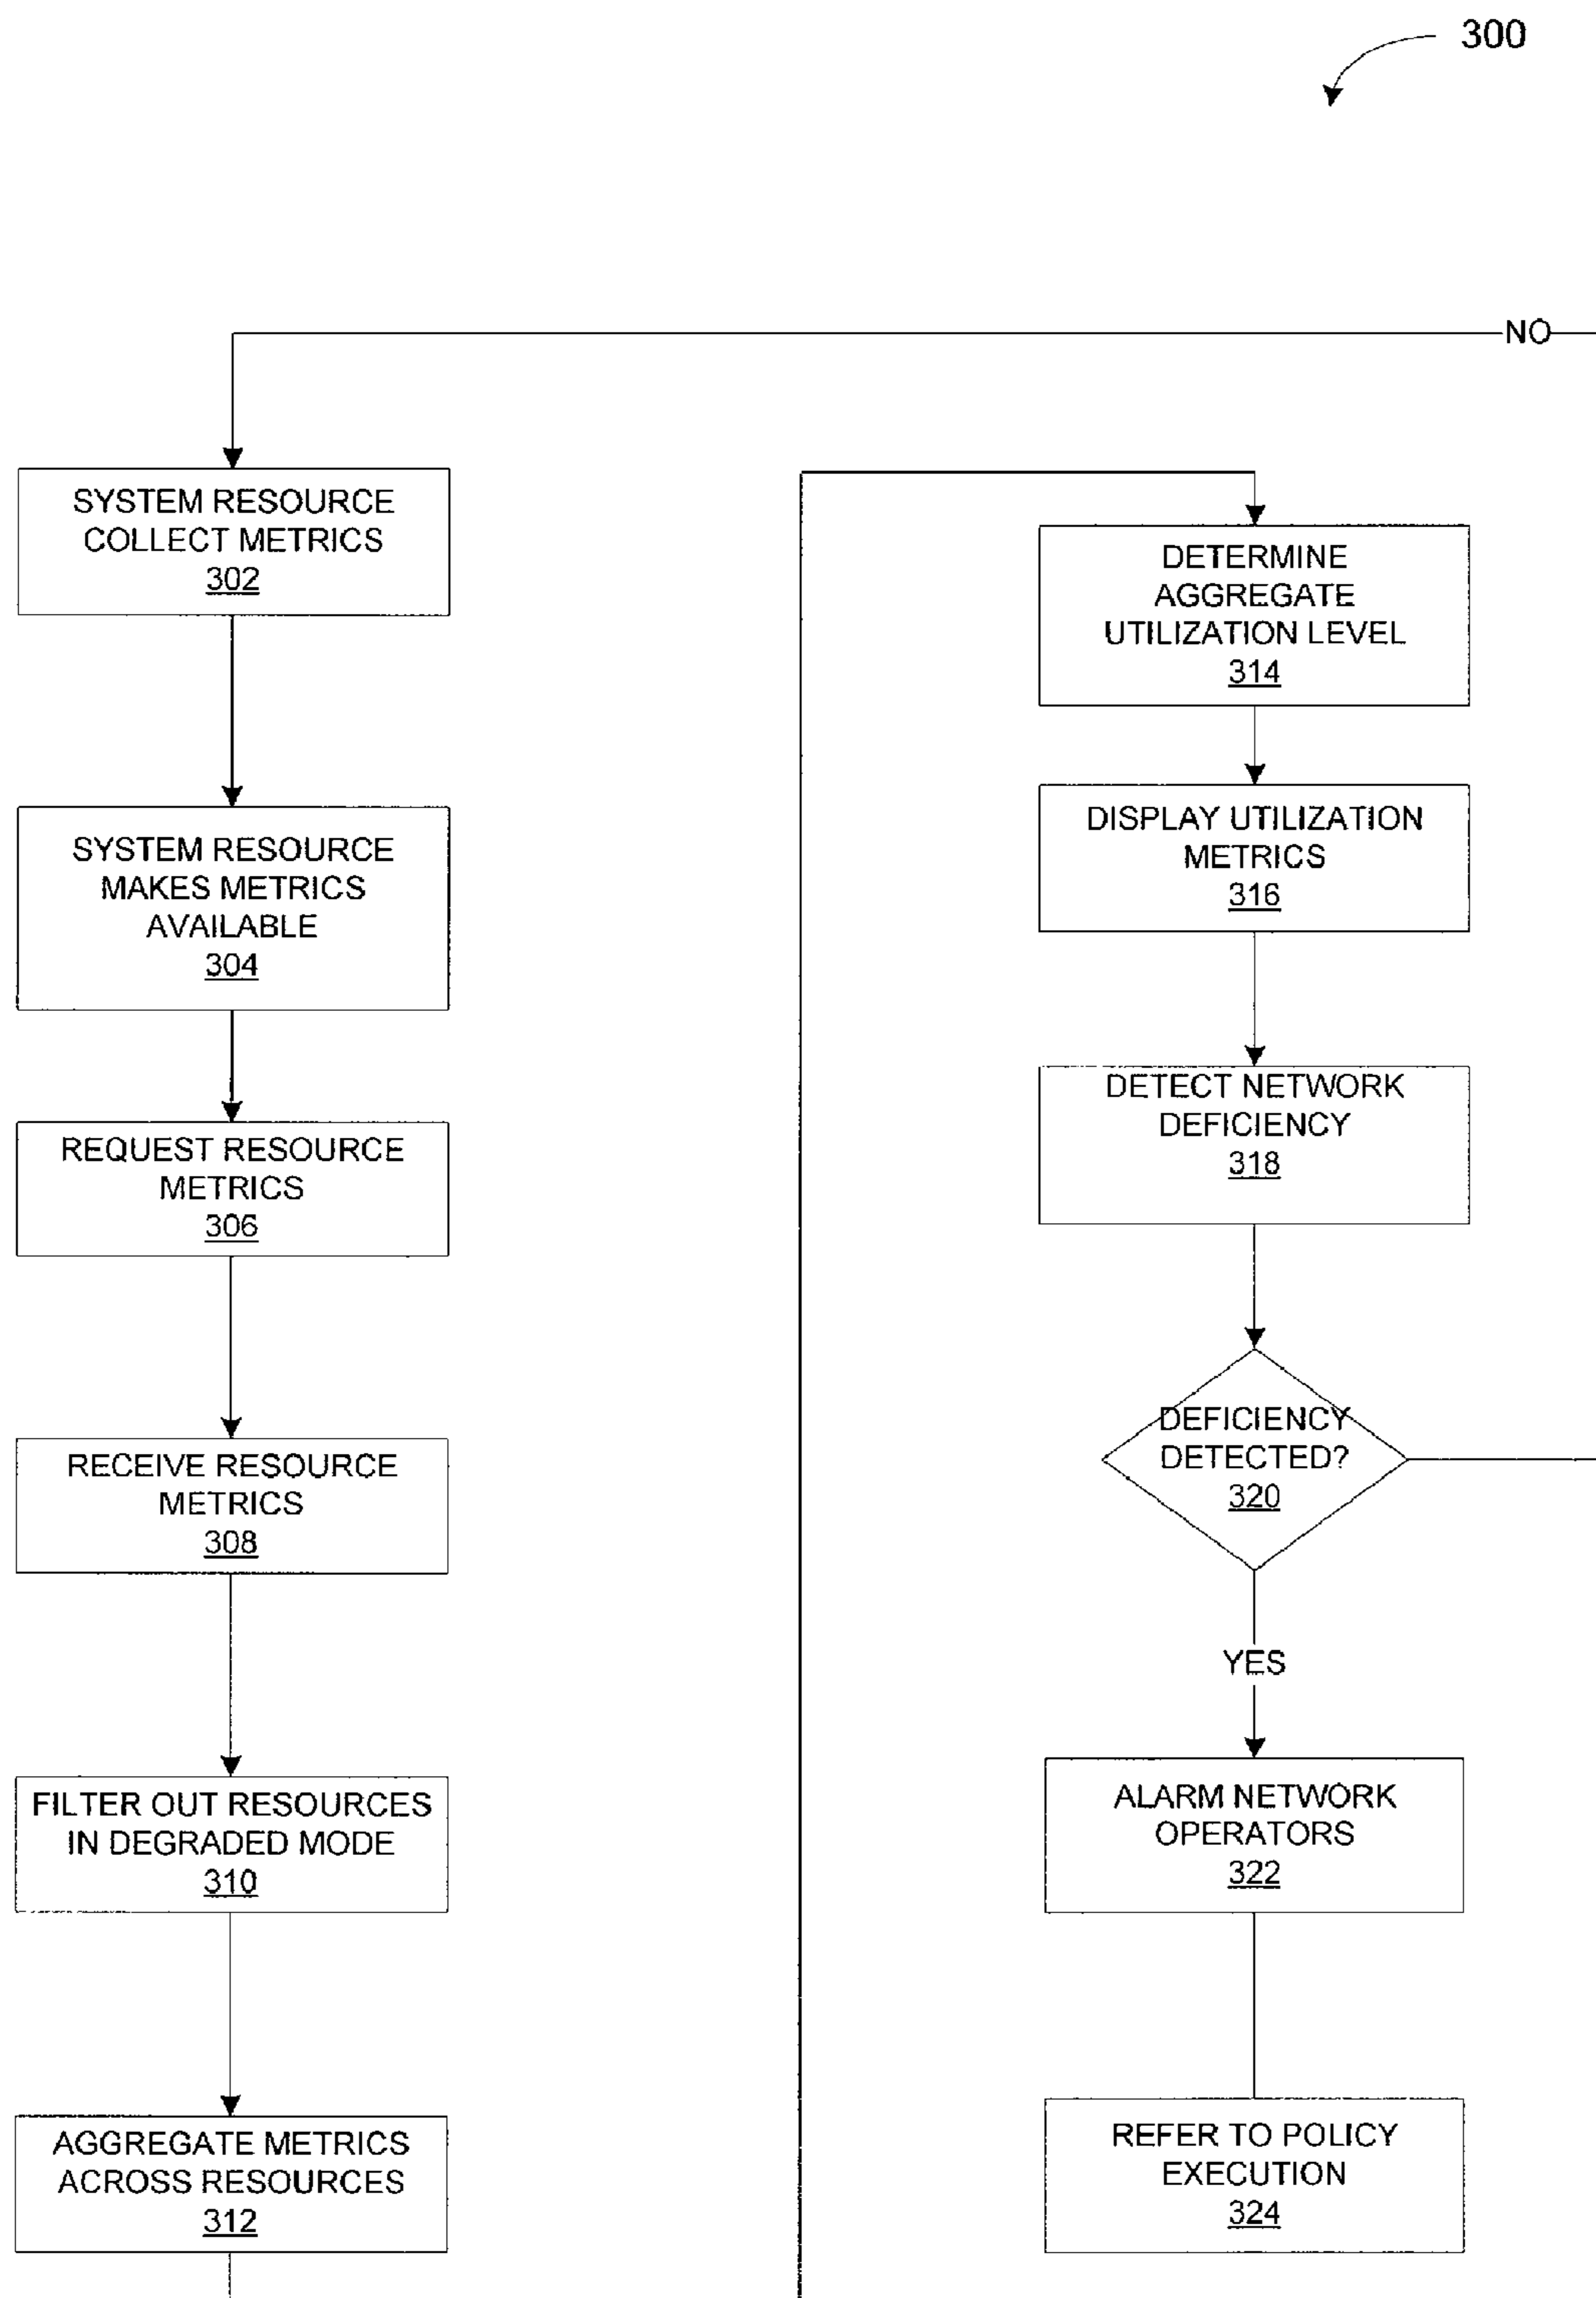 300
NO
SYSTEM RESOURCE
COLLECT METRICS
302
SYSTEM RESOURCE
MAKES METRICS
AVAILABLE
304
REQUEST RESOURCE
METRICS
306
RECEIVE RESOURCE
METRICS
308
FILTER OUT RESOURCES
IN DEGRADED MODE
310
AGGREGATE METRICS
ACROSS RESOURCES
312
DETERMINE
AGGREGATE
UTILIZATION LEVEL
314
DISPLAY UTILIZATION
METRICS
316
DETECT NETWORK
DEFICIENCY
318
DEFICIENCY
DETECTED?
320
YES
ALARM NETWORK
OPERATORS
322
REFER TO POLICY
EXECUTION
324